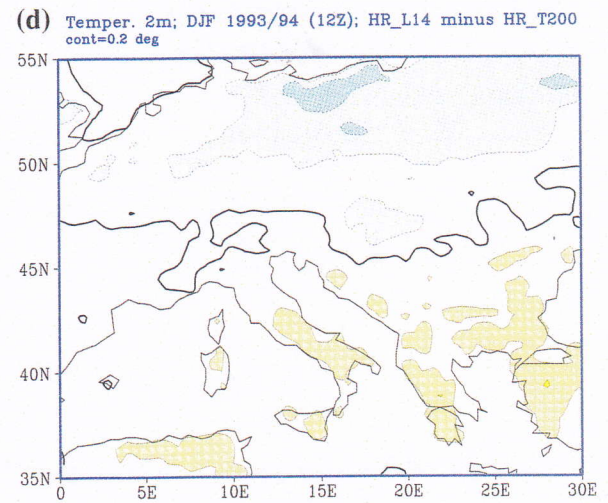 (d) Temper. 2m; DJF 1993/94 (12Z); HR_L14 minus HR_T200
cont=0.2 deg
55N
50N
45N
40N
35N
0 5E 10E 15E 20E 25E 30E